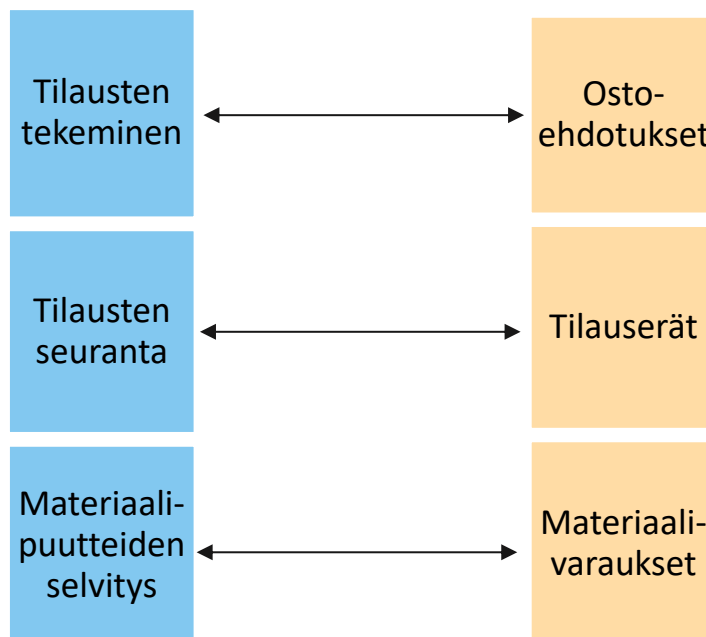 Tilausten
tekeminen
Osto-
ehdotukset
Tilausten
seuranta
Tilauserät
Materiaali-
puutteiden
selvitys
Materiaali-
varaukset